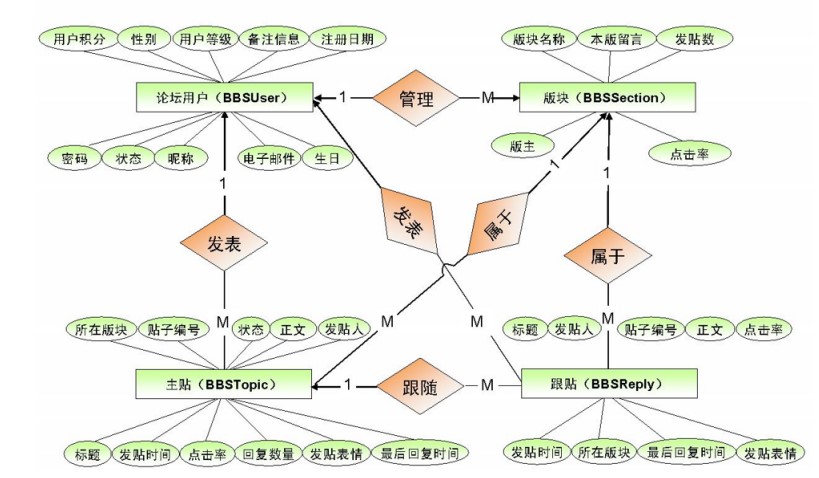 用户积分 性别 用户等级 备注信息 注册日期 版块名称 本版留言 发贴数
论坛用户（BBSUser） 1 管理 M 版块（BBSSection）
密码 状态 昵称 电子邮件 生日 版主 点击率
1 1 1
发表 发表 属于 属于
M M M M
所在版块 贴子编号 状态 正文 发贴人 标题 发贴人 贴子编号 正文 点击率
主贴（BBSTopic） 1 跟随 M 跟贴（BBSReply）
标题 发贴时间 点击率 回复数量 发贴表情 最后回复时间 发贴时间 所在版块 最后回复时间 发贴表情